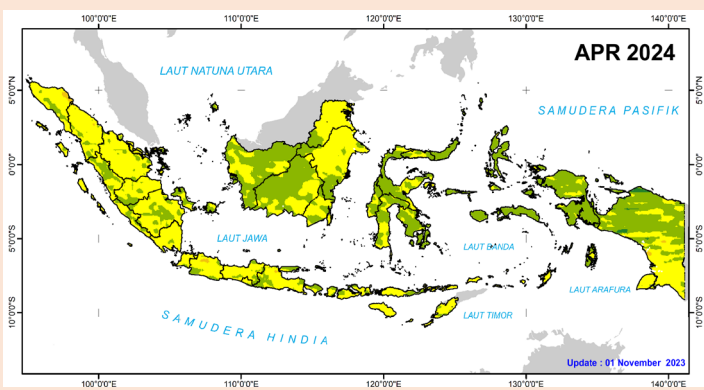 100°0'0"E 110°0'0"E 120°0'0"E 130°0'0"E 140°0'0"E
APR 2024
LAUT NATUNA UTARA
5°0'0"N 5°0'0"N
SAMUDERA PASIFIK
0°0'0" 0°0'0"
LAUT JAWA
5°0'0"S 5°0'0"S
LAUT BANDA
LAUT ARAFURA
10°0'0"S 10°0'0"S
SAMUDERA HINDIA
LAUT TIMOR
Update : 01 November 2023
100°0'0"E 110°0'0"E 120°0'0"E 130°0'0"E 140°0'0"E